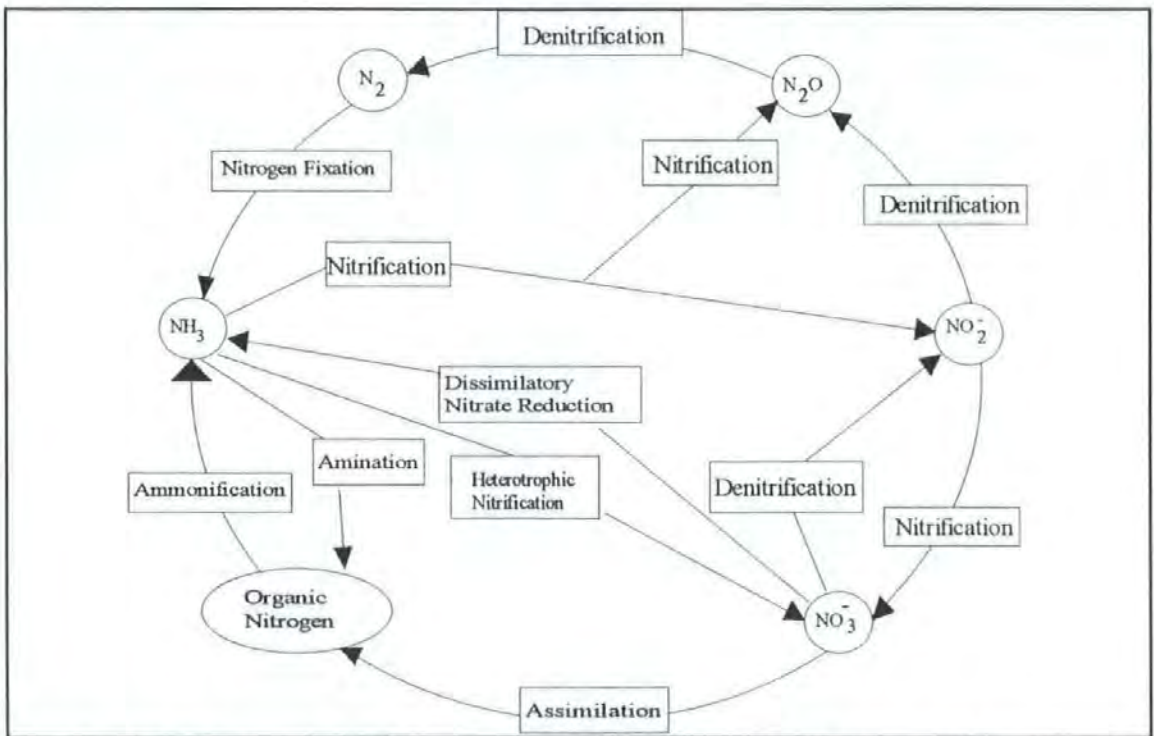 Denitrification
N2
N2O
Nitrogen Fixation
Nitrification
Denitrification
Nitrification
NH3
NO2-
Dissimilatory
Nitrate Reduction
Amination
Ammonification
Heterotrophic
Nitrification
Denitrification
Nitrification
Organic
Nitrogen
NO3-
Assimilation